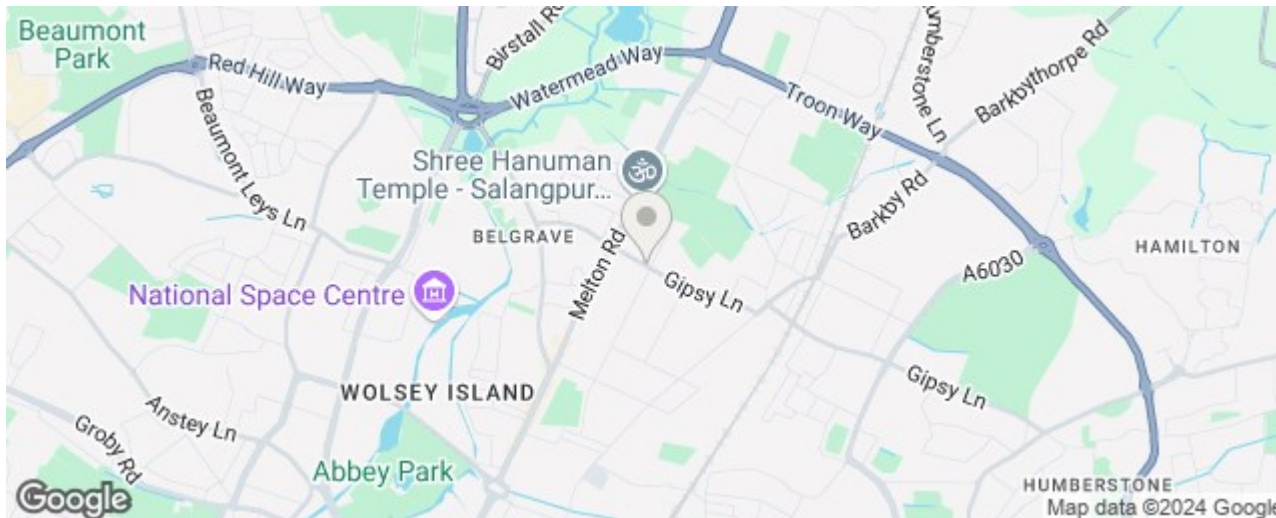 Beaumont
Park
Red Hill Way
Birstall Rd
Watermead Way
Troon Way
Barkbythorpe Rd
Beaumont Leys Ln
Shree Hanuman
Temple - Salangpur...
Barkby Rd
BELGRAVE
Melton Rd
HAMILTON
A6030
National Space Centre
Gipsy Ln
WOLSEY ISLAND
Gipsy Ln
Anstey Ln
Groby Rd
Abbey Park
HUMBERSTONE
Google
Map data ©2024 Google